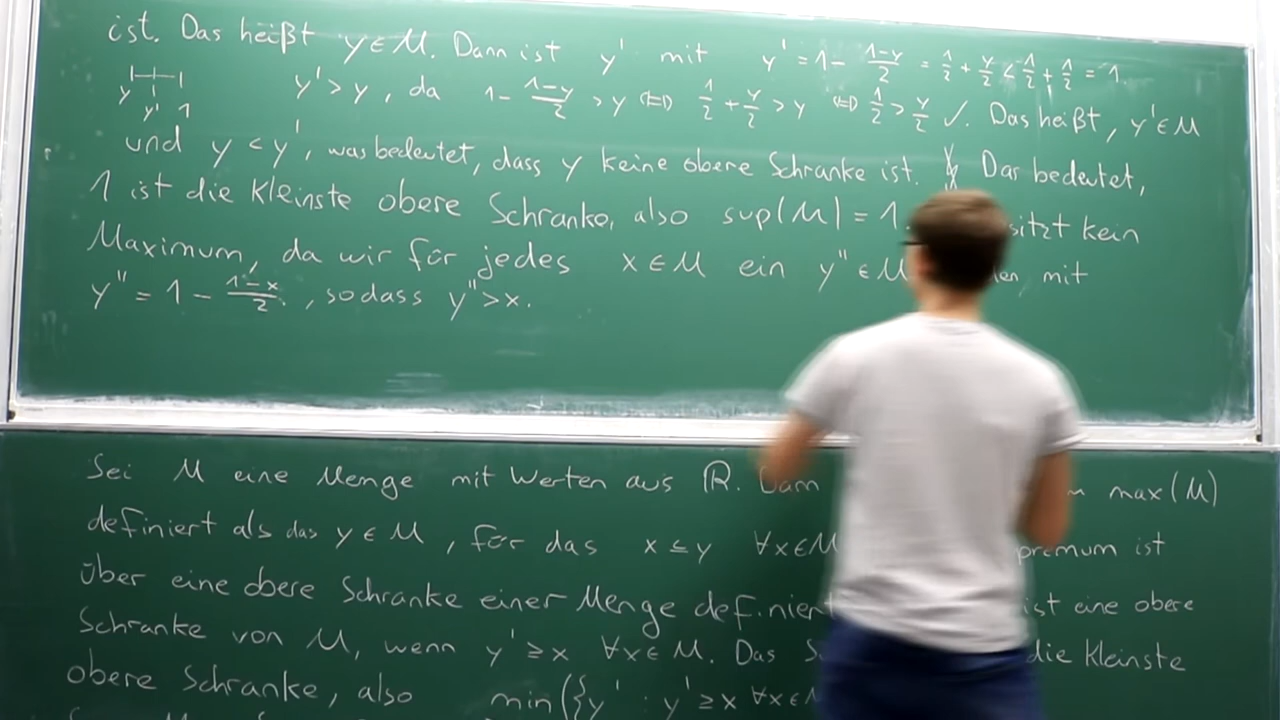 ist. Das heißt y ∈ M. Dann ist y' mit y' = 1 - (1-y)/2 = 1/2 + y/2 < 1/2 + 1/2 = 1
y y' 1 y' > y, da 1 - (1-y)/2 > y ⇔ 1/2 + y/2 > y ⇔ 1/2 > y/2 ✓. Das heißt, y' ∈ M
und y < y', was bedeutet, dass y keine obere Schranke ist. ↯ Das bedeutet,
1 ist die kleinste obere Schranke, also sup(M) = 1. sitzt kein
Maximum, da wir für jedes x ∈ M ein y'' ∈ M en mit
y'' = 1 - (1-x)/2, sodass y'' > x.
Sei M eine Menge mit Werten aus ℝ. Dann max(M)
definiert als das y ∈ M, für das x ≤ y ∀x∈M premum ist
über eine obere Schranke einer Menge definiert ist eine obere
Schranke von M, wenn y' ≥ x ∀x∈M. Das S die kleinste
obere Schranke, also min({y' : y' ≥ x ∀x∈M